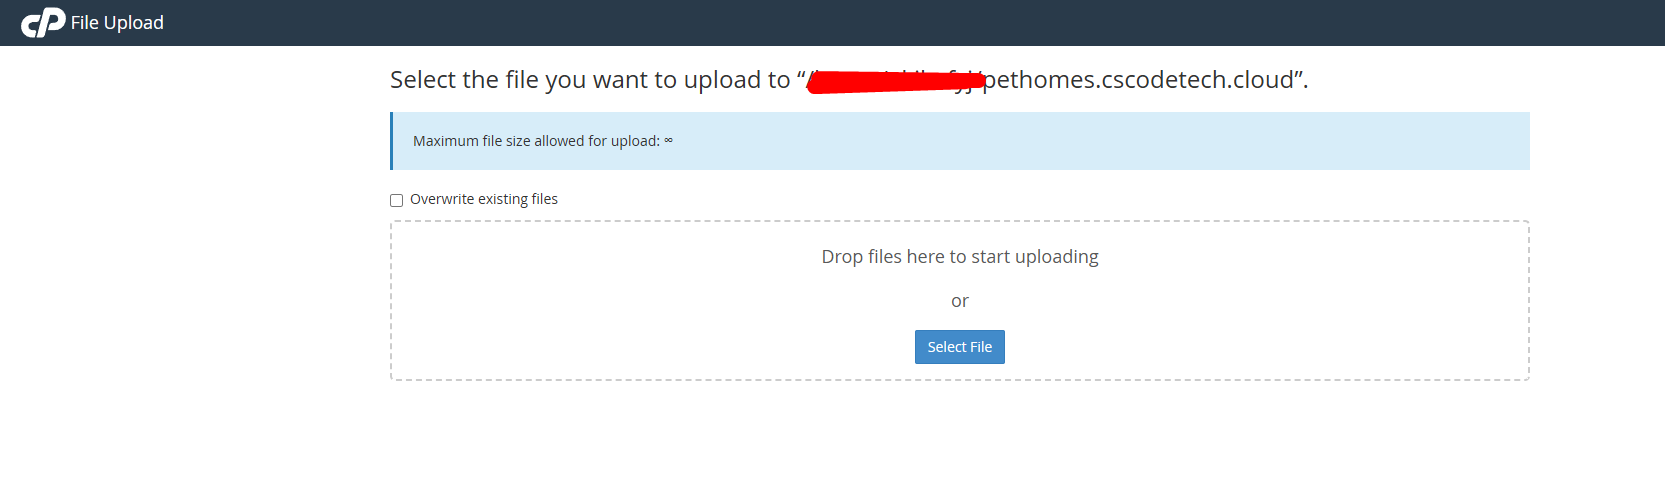 cP File Upload
Select the file you want to upload to “/pethomes.cscodetech.cloud”.
Maximum file size allowed for upload: ∞
Overwrite existing files
Drop files here to start uploading
or
Select File